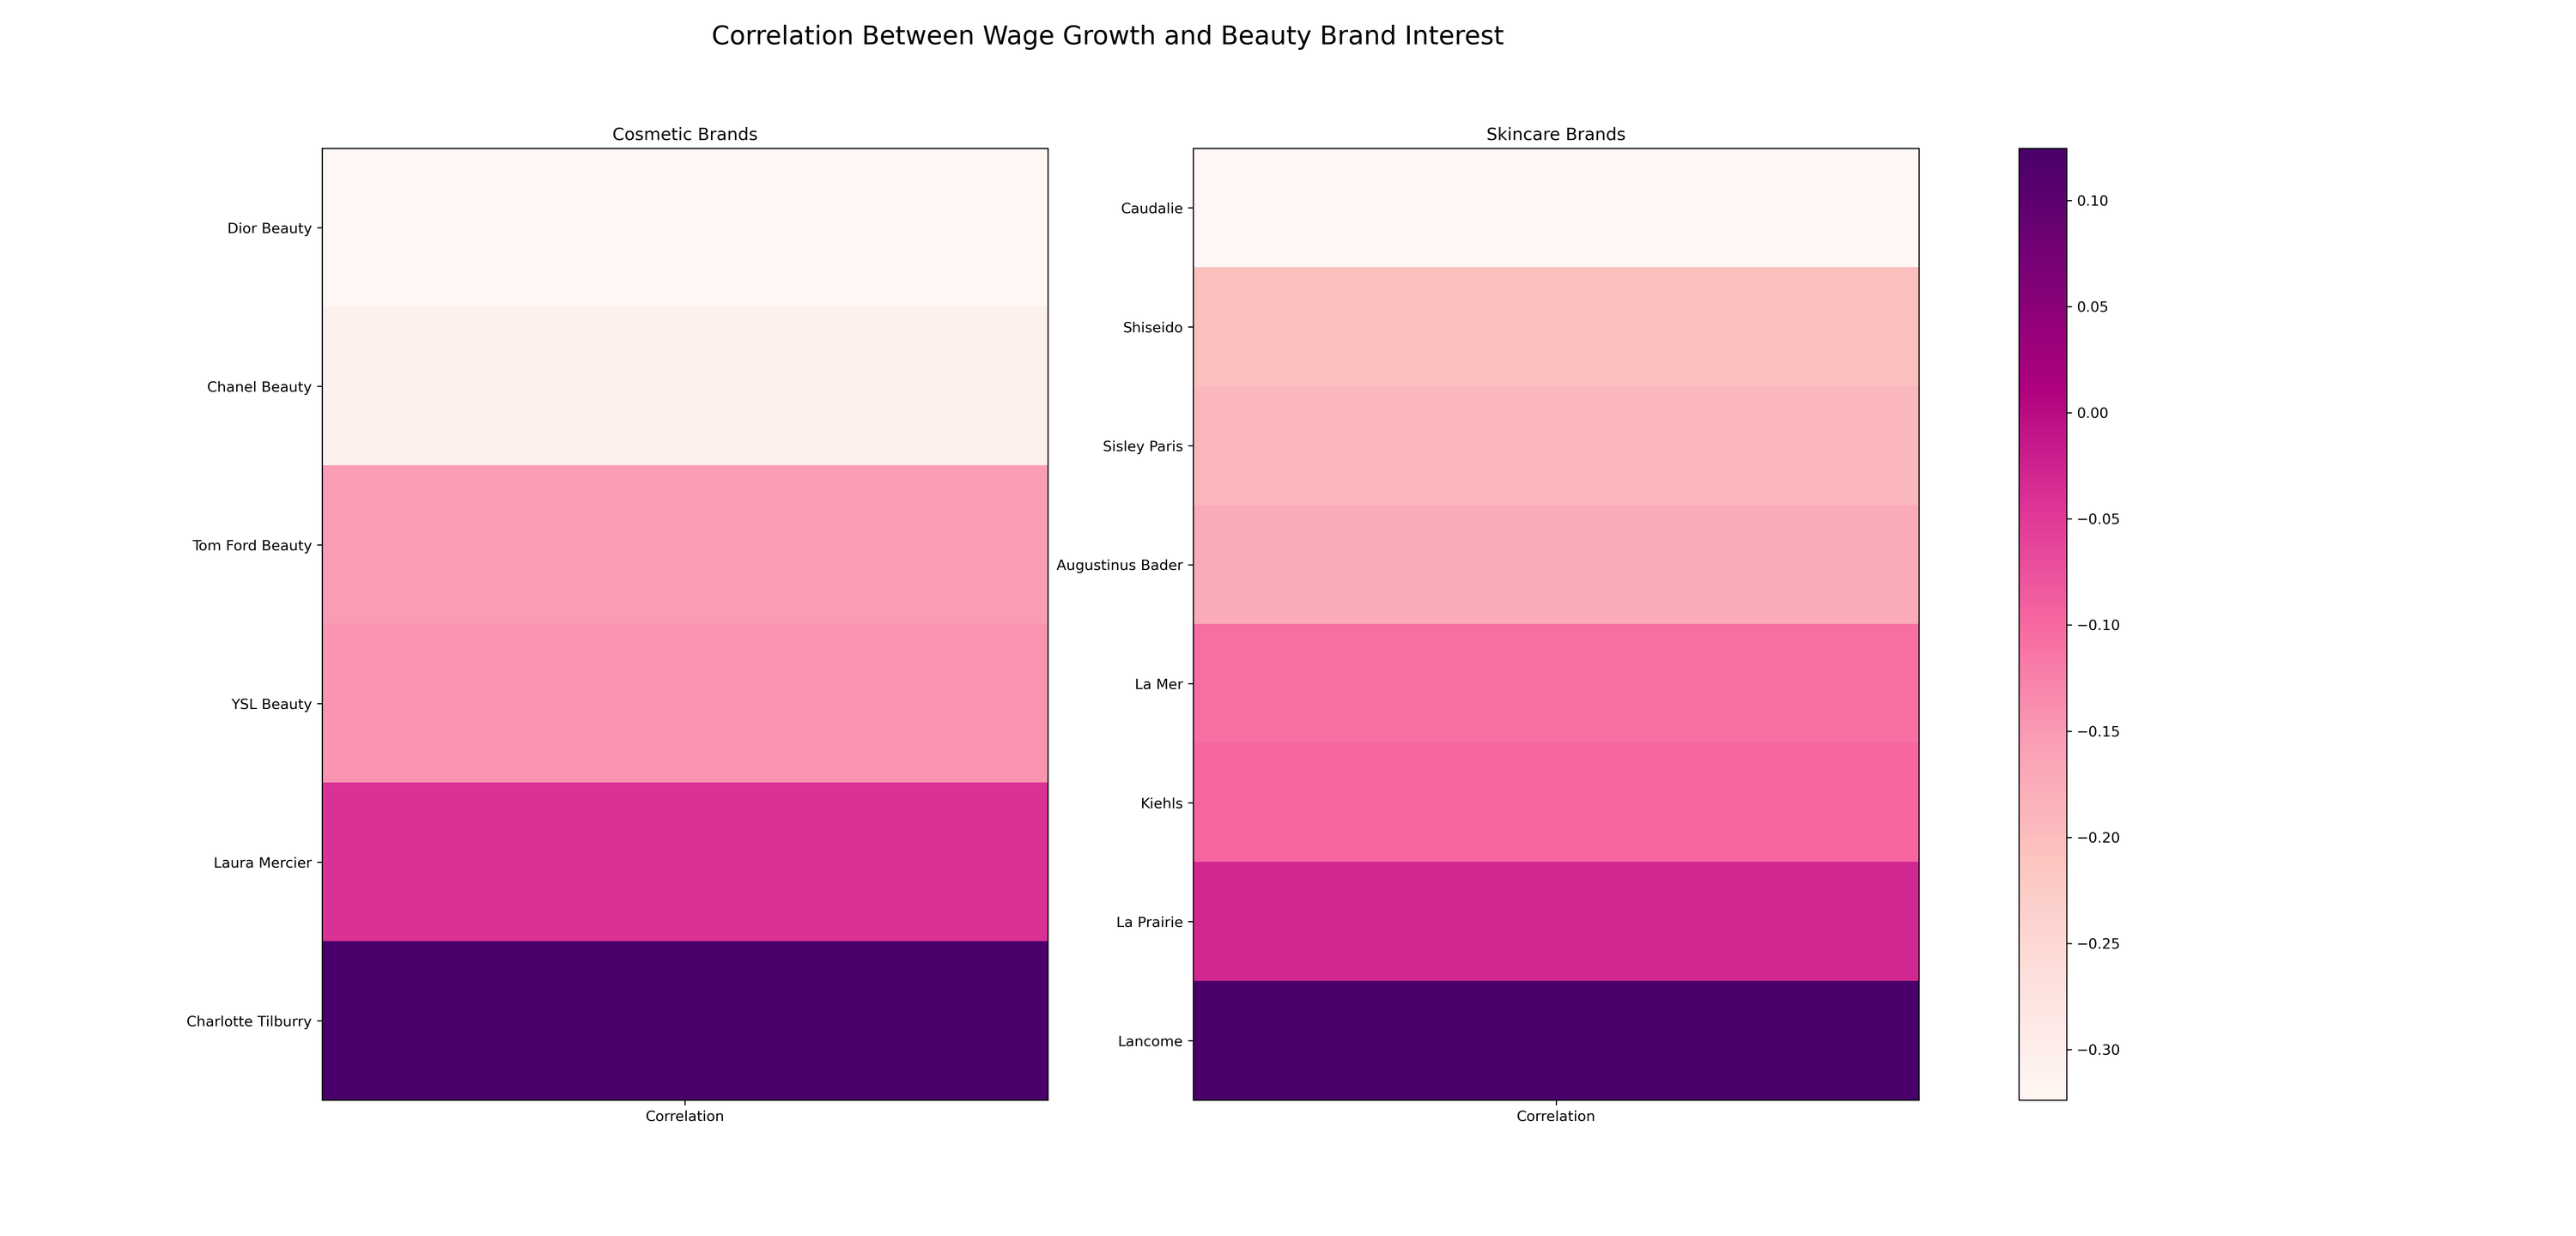 Correlation Between Wage Growth and Beauty Brand Interest
Cosmetic Brands
Dior Beauty
Chanel Beauty
Tom Ford Beauty
YSL Beauty
Laura Mercier
Charlotte Tilburry
Correlation
Skincare Brands
Caudalie
Shiseido
Sisley Paris
Augustinus Bader
La Mer
Kiehls
La Prairie
Lancome
Correlation
0.10
0.05
0.00
−0.05
−0.10
−0.15
−0.20
−0.25
−0.30